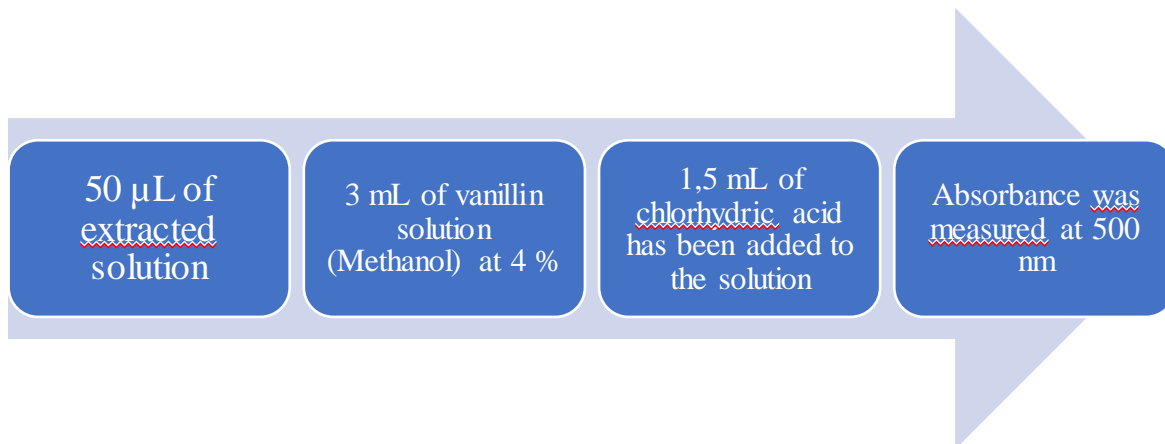 50 µL of
extracted
solution
3 mL of vanillin
solution
(Methanol) at 4 %
1,5 mL of
chlorhydric acid
has been added to
the solution
Absorbance was
measured at 500
nm